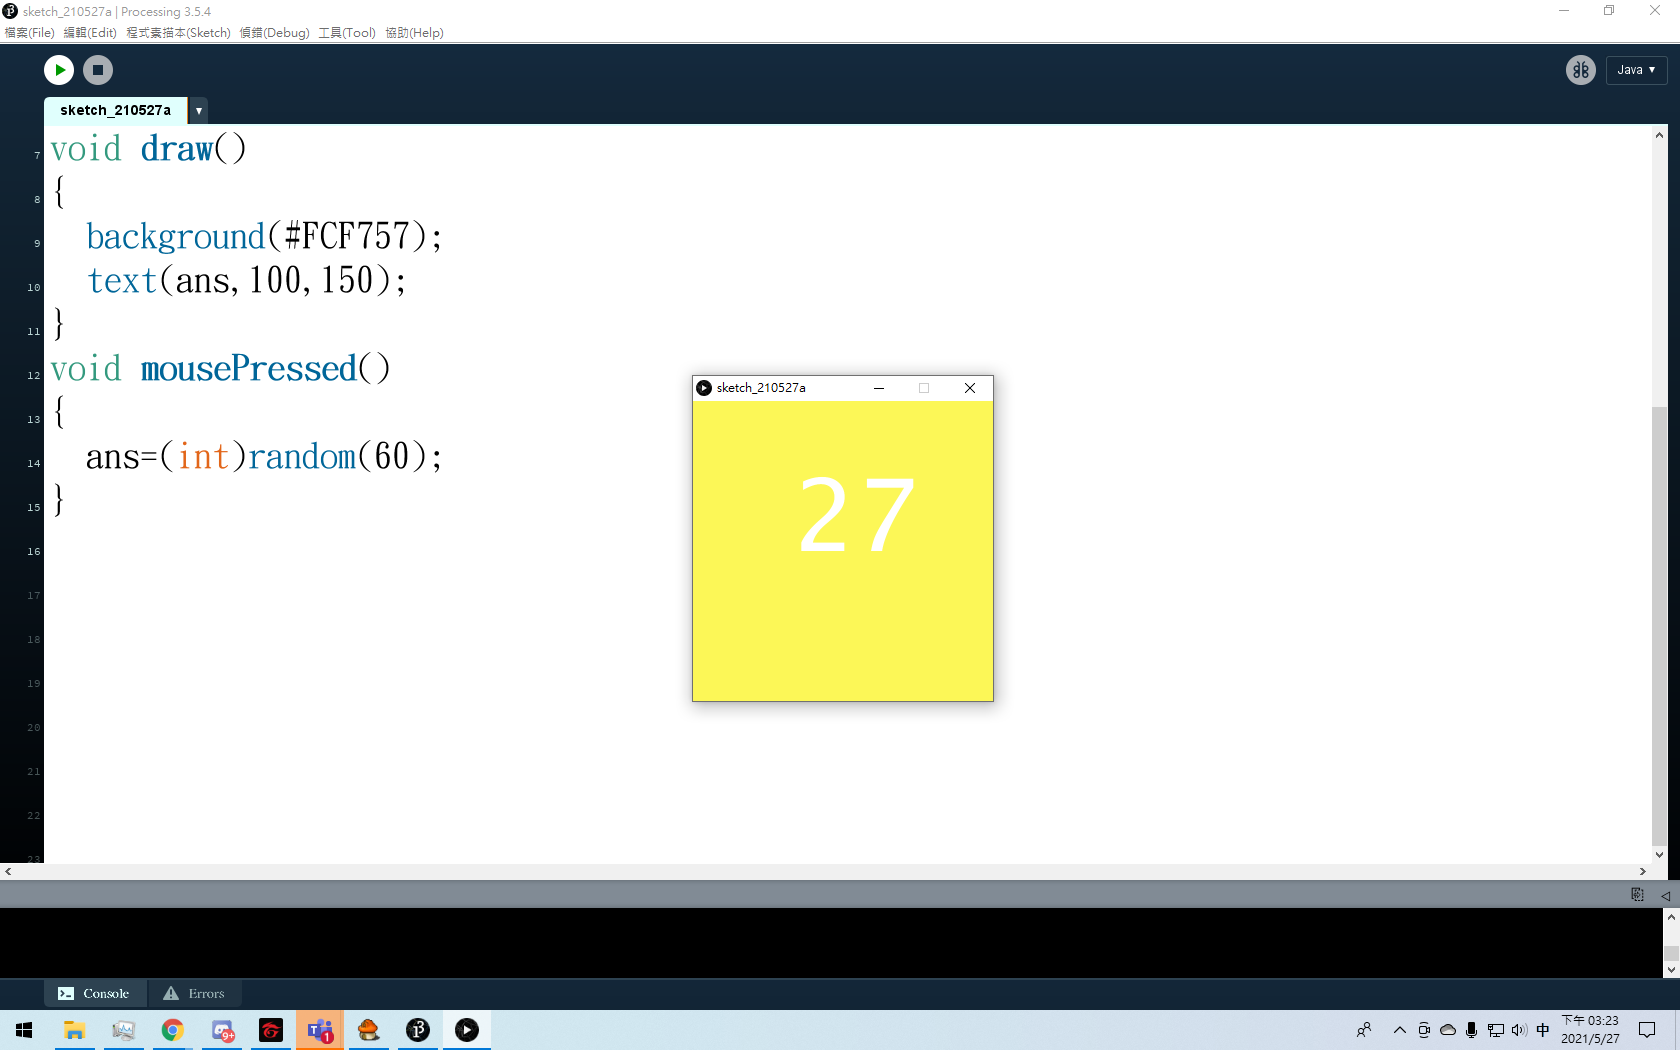 sketch_210527a | Processing 3.5.4
檔案(File) 編輯(Edit) 程式素描本(Sketch) 偵錯(Debug) 工具(Tool) 協助(Help)
Java ▼
sketch_210527a ▼
7 void draw()
8 {
9 background(#FCF757);
10 text(ans,100,150);
11 }
12 void mousePressed()
13 {
14 ans=(int)random(60);
15 }
16
17
18
19
20
21
22
23
sketch_210527a
27
Console
Errors
9+
1
中
下午 03:23
2021/5/27